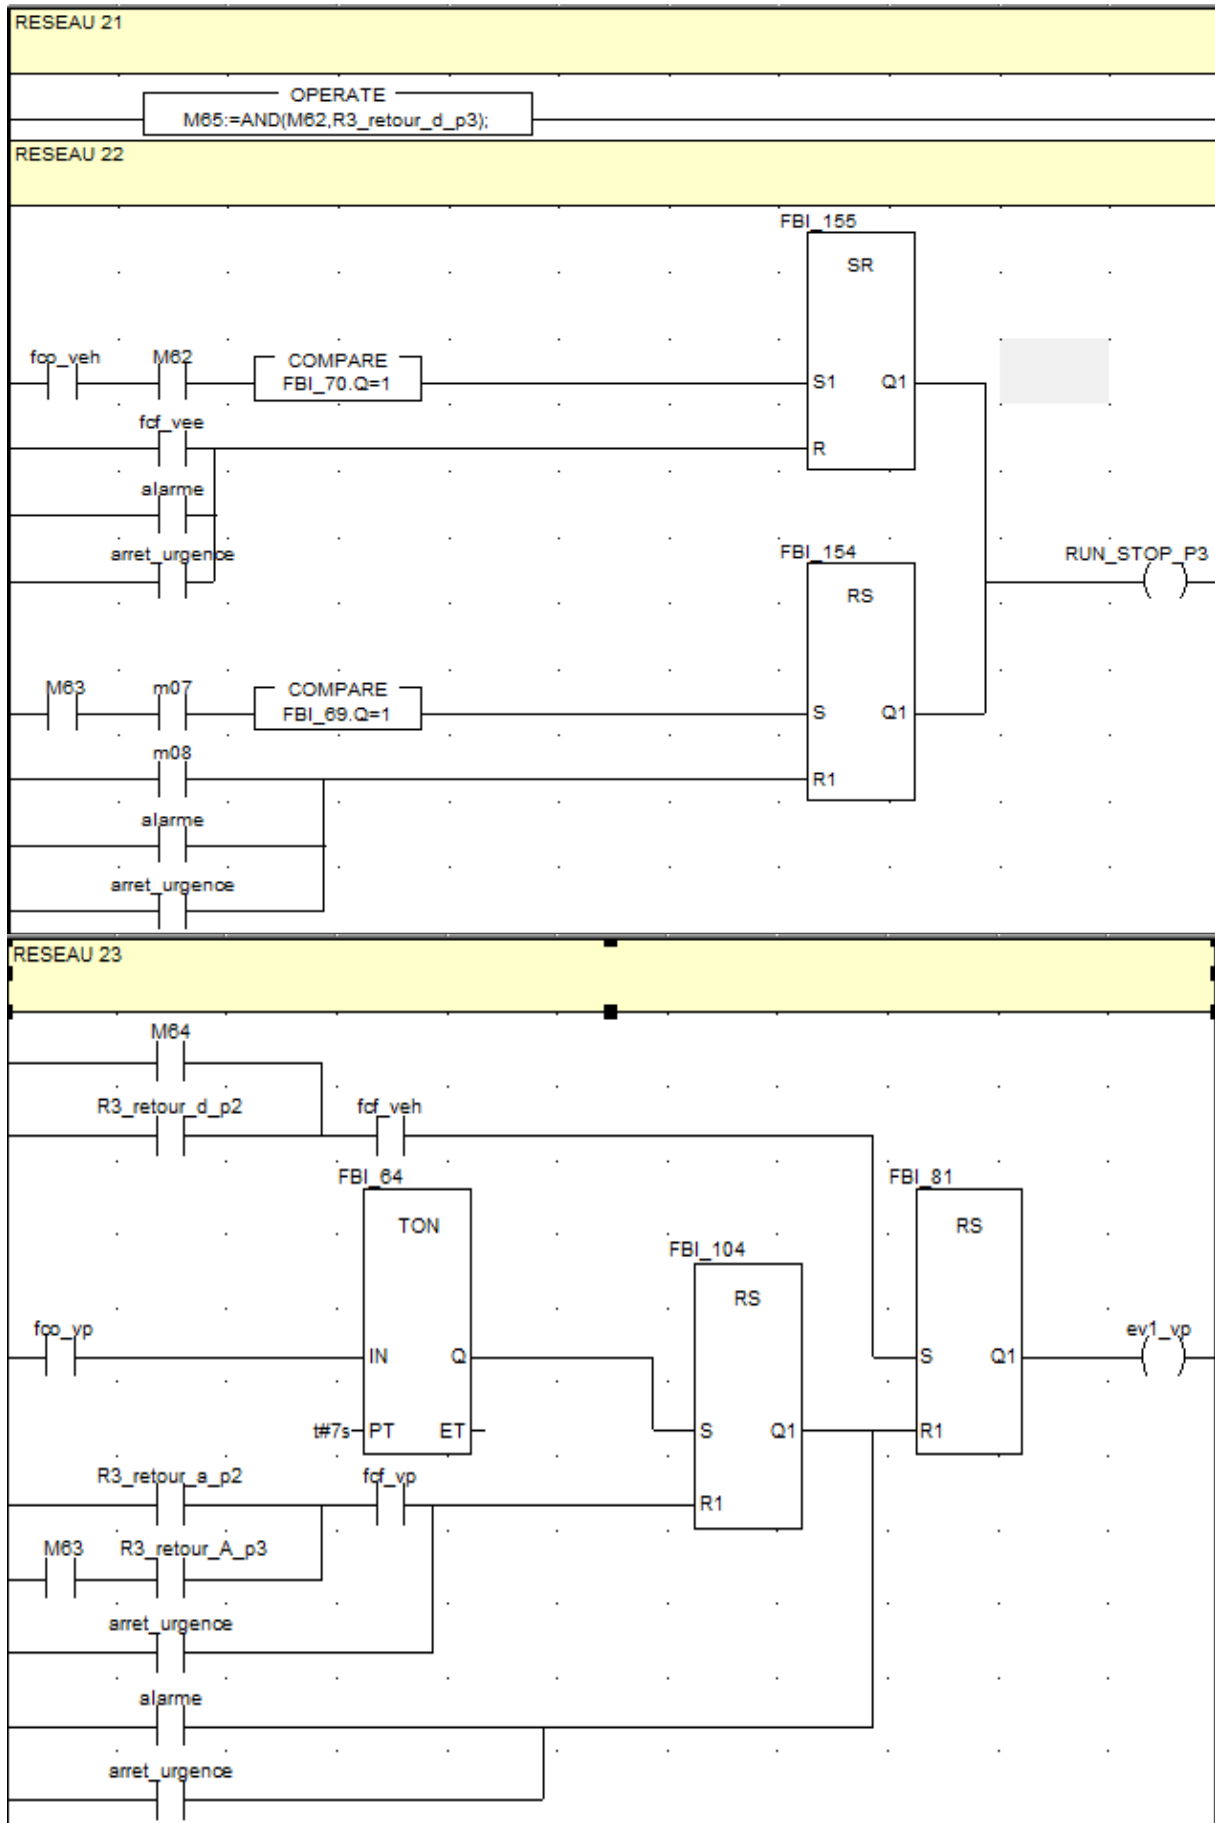 RESEAU 21
OPERATE
M65:=AND(M62,R3_retour_d_p3);
RESEAU 22
FBI_155
SR
fco_veh
M62
COMPARE
FBI_70.Q=1
S1
Q1
fcf_vee
R
alarme
arret_urgence
FBI_154
RUN_STOP_P3
RS
M63
m07
COMPARE
FBI_69.Q=1
S
Q1
m08
R1
alarme
arret_urgence
RESEAU 23
M64
R3_retour_d_p2
fcf_veh
FBI_64
FBI_81
TON
RS
FBI_104
RS
fco_vp
ev1_vp
IN
Q
S
Q1
t#7s
PT
ET
S
Q1
R1
R3_retour_a_p2
fcf_vp
R1
M63
R3_retour_A_p3
arret_urgence
alarme
arret_urgence